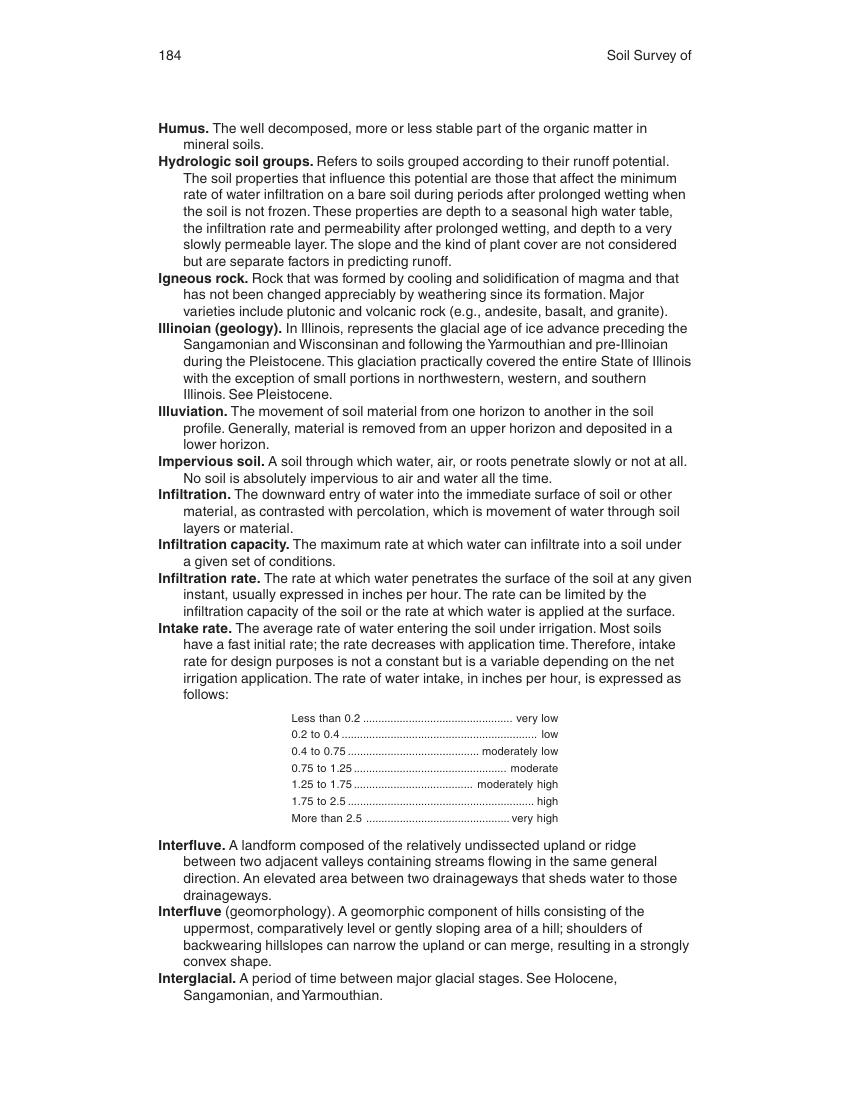 184
Soil Survey of
Humus. The well decomposed, more or less stable part of the organic matter in
mineral soils.
Hydrologic soil groups. Refers to soils grouped according to their runoff potential.
The soil properties that influence this potential are those that affect the minimum
rate of water infiltration on a bare soil during periods after prolonged wetting when
the soil is not frozen. These properties are depth to a seasonal high water table,
the infiltration rate and permeability after prolonged wetting, and depth to a very
slowly permeable layer. The slope and the kind of plant cover are not considered
but are separate factors in predicting runoff.
Igneous rock. Rock that was formed by cooling and solidification of magma and that
has not been changed appreciably by weathering since its formation. Major
varieties include plutonic and volcanic rock (e.g., andesite, basalt, and granite).
Illinoian (geology). In Illinois, represents the glacial age of ice advance preceding the
Sangamonian and Wisconsinan and following the Yarmouthian and pre-Illinoian
during the Pleistocene. This glaciation practically covered the entire State of Illinois
with the exception of small portions in northwestern, western, and southern
Illinois. See Pleistocene.
Illuviation. The movement of soil material from one horizon to another in the soil
profile. Generally, material is removed from an upper horizon and deposited in a
lower horizon.
Impervious soil. A soil through which water, air, or roots penetrate slowly or not at all.
No soil is absolutely impervious to air and water all the time.
Infiltration. The downward entry of water into the immediate surface of soil or other
material, as contrasted with percolation, which is movement of water through soil
layers or material.
Infiltration capacity. The maximum rate at which water can infiltrate into a soil under
a given set of conditions.
Infiltration rate. The rate at which water penetrates the surface of the soil at any given
instant, usually expressed in inches per hour. The rate can be limited by the
infiltration capacity of the soil or the rate at which water is applied at the surface.
Intake rate. The average rate of water entering the soil under irrigation. Most soils
have a fast initial rate; the rate decreases with application time. Therefore, intake
rate for design purposes is not a constant but is a variable depending on the net
irrigation application. The rate of water intake, in inches per hour, is expressed as
follows:
Less than 0.2 ................................................. very low
0.2 to 0.4 ................................................................ low
0.4 to 0.75 ........................................... moderately low
0.75 to 1.25 .................................................. moderate
1.25 to 1.75 ....................................... moderately high
1.75 to 2.5 ............................................................. high
More than 2.5 ............................................... very high
Interfluve. A landform composed of the relatively undissected upland or ridge
between two adjacent valleys containing streams flowing in the same general
direction. An elevated area between two drainageways that sheds water to those
drainageways.
Interfluve (geomorphology). A geomorphic component of hills consisting of the
uppermost, comparatively level or gently sloping area of a hill; shoulders of
backwearing hillslopes can narrow the upland or can merge, resulting in a strongly
convex shape.
Interglacial. A period of time between major glacial stages. See Holocene,
Sangamonian, and Yarmouthian.